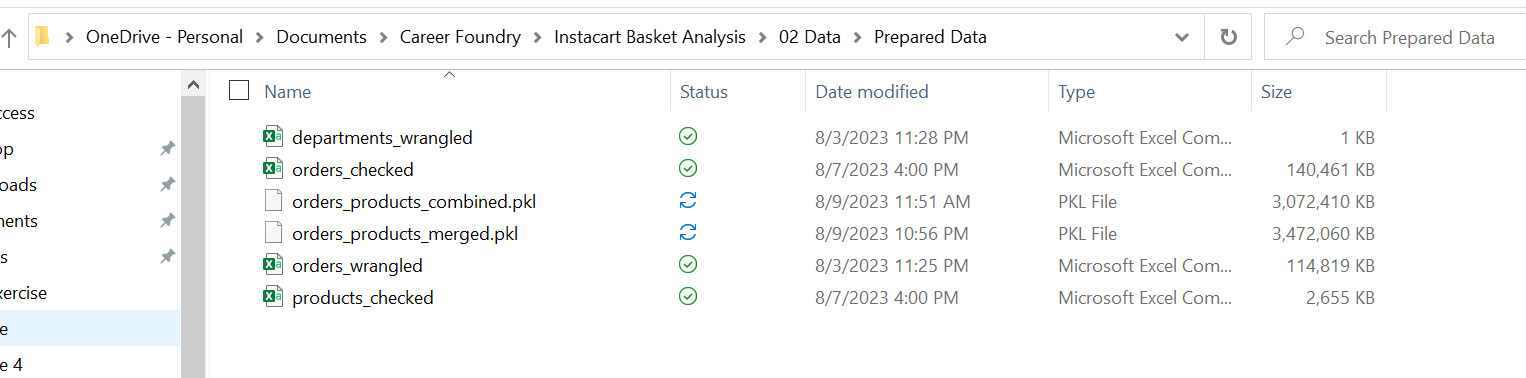 OneDrive - Personal > Documents > Career Foundry > Instacart Basket Analysis > 02 Data > Prepared Data Search Prepared Data
Name Status Date modified Type Size
ccess
op
oads
ments
s
xercise
e
e 4
departments_wrangled 8/3/2023 11:28 PM Microsoft Excel Com... 1 KB
orders_checked 8/7/2023 4:00 PM Microsoft Excel Com... 140,461 KB
orders_products_combined.pkl 8/9/2023 11:51 AM PKL File 3,072,410 KB
orders_products_merged.pkl 8/9/2023 10:56 PM PKL File 3,472,060 KB
orders_wrangled 8/3/2023 11:25 PM Microsoft Excel Com... 114,819 KB
products_checked 8/7/2023 4:00 PM Microsoft Excel Com... 2,655 KB